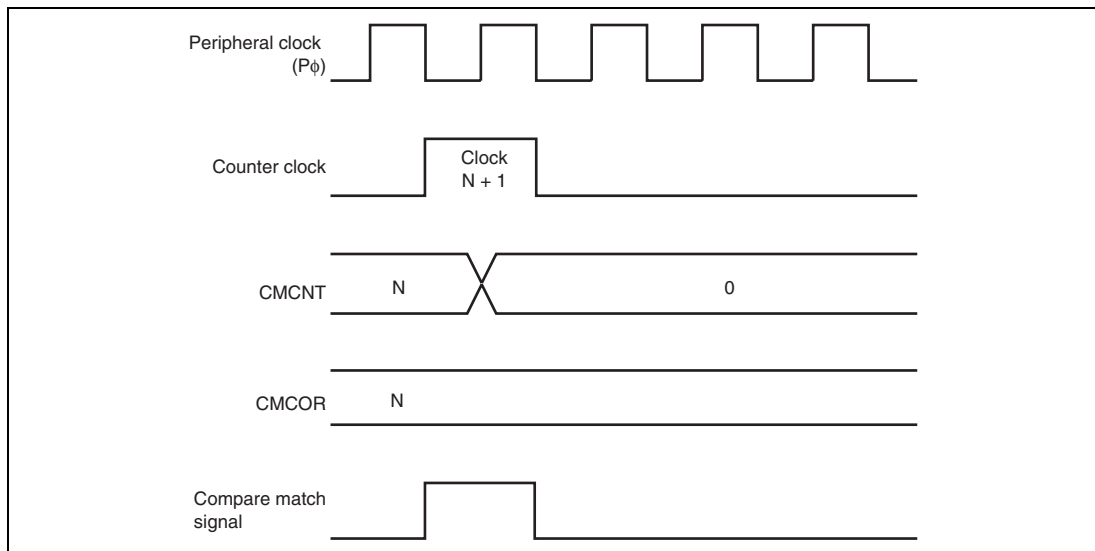 Peripheral clock
(Pϕ)
Counter clock
Clock
N + 1
CMCNT
N
0
CMCOR
N
Compare match
signal